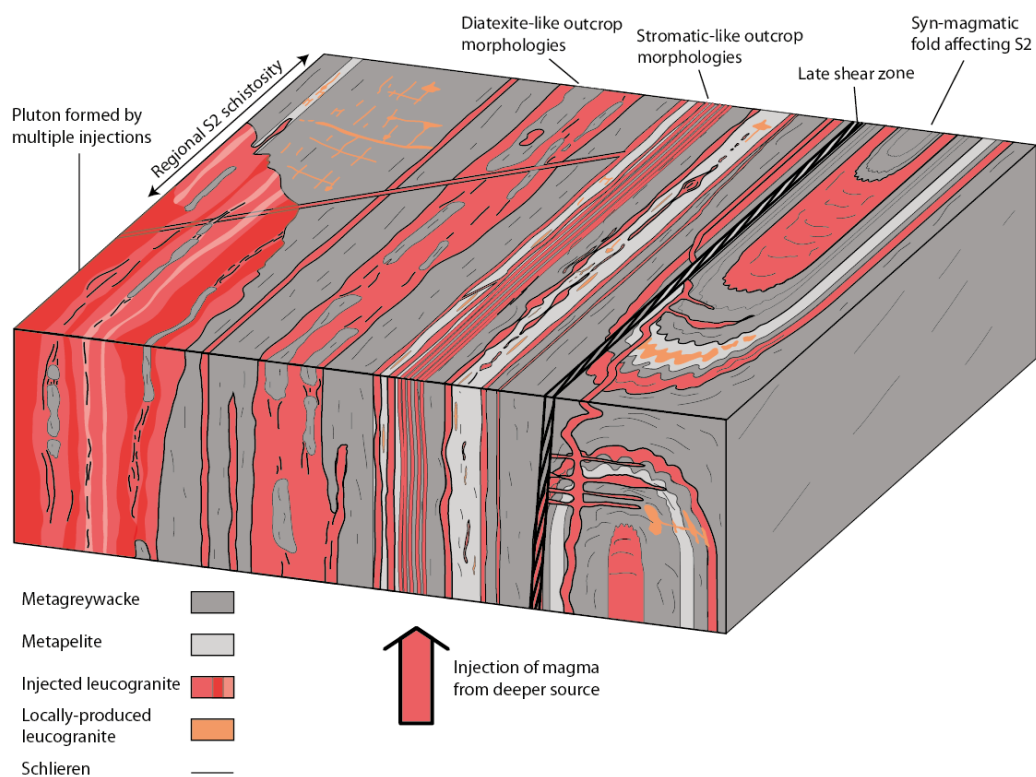 Diatexite-like outcrop
morphologies
Stromatic-like outcrop
morphologies
Syn-magmatic
fold affecting S2
Late shear zone
Pluton formed by
multiple injections
Regional S2 schistosity
Metagreywacke
Metapelite
Injected leucogranite
Locally-produced
leucogranite
Schlieren
Injection of magma
from deeper source